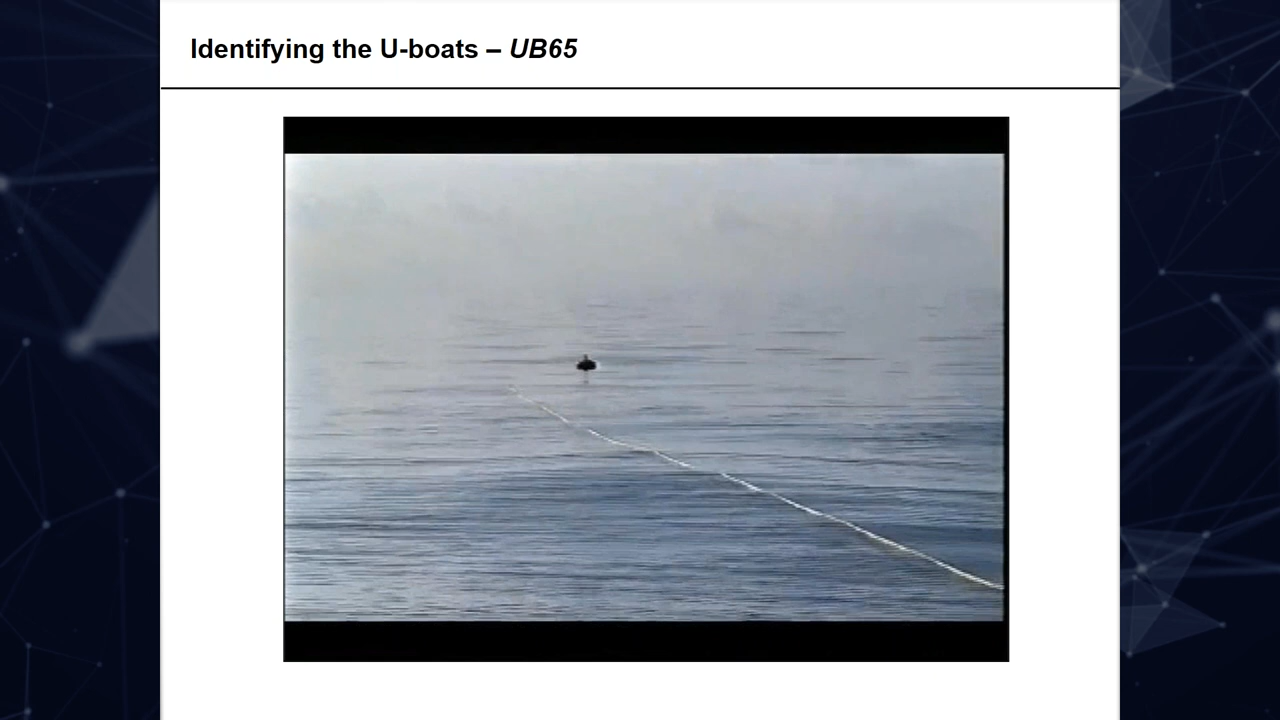 Identifying the U-boats – UB65